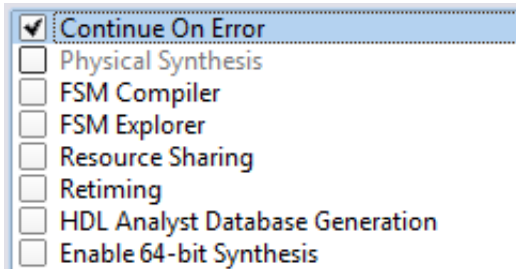 Continue On Error
Physical Synthesis
FSM Compiler
FSM Explorer
Resource Sharing
Retiming
HDL Analyst Database Generation
Enable 64-bit Synthesis